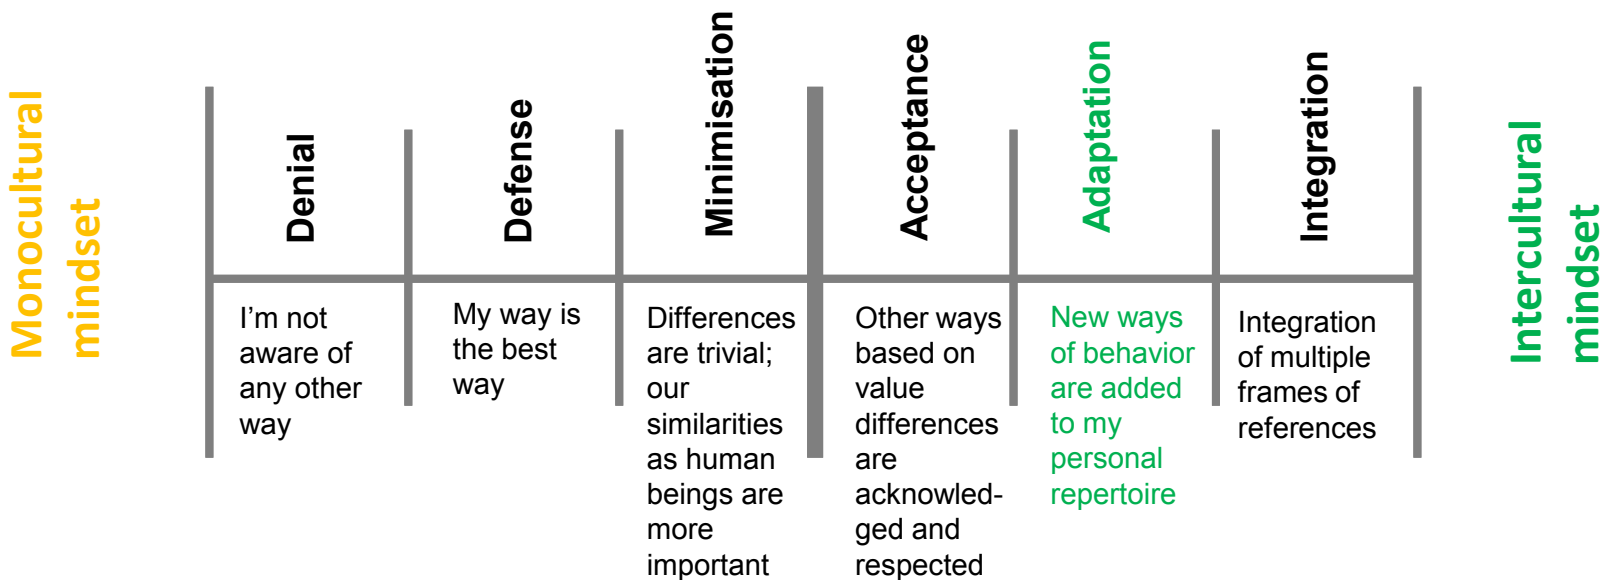 Monocultural
mindset
Denial
Defense
Minimisation
Acceptance
Adaptation
Integration
Intercultural
mindset
I’m not
aware of
any other
way
My way is
the best
way
Differences
are trivial;
our
similarities
as human
beings are
more
important
Other ways
based on
value
differences
are
acknowled-
ged and
respected
New ways
of behavior
are added
to my
personal
repertoire
Integration
of multiple
frames of
references